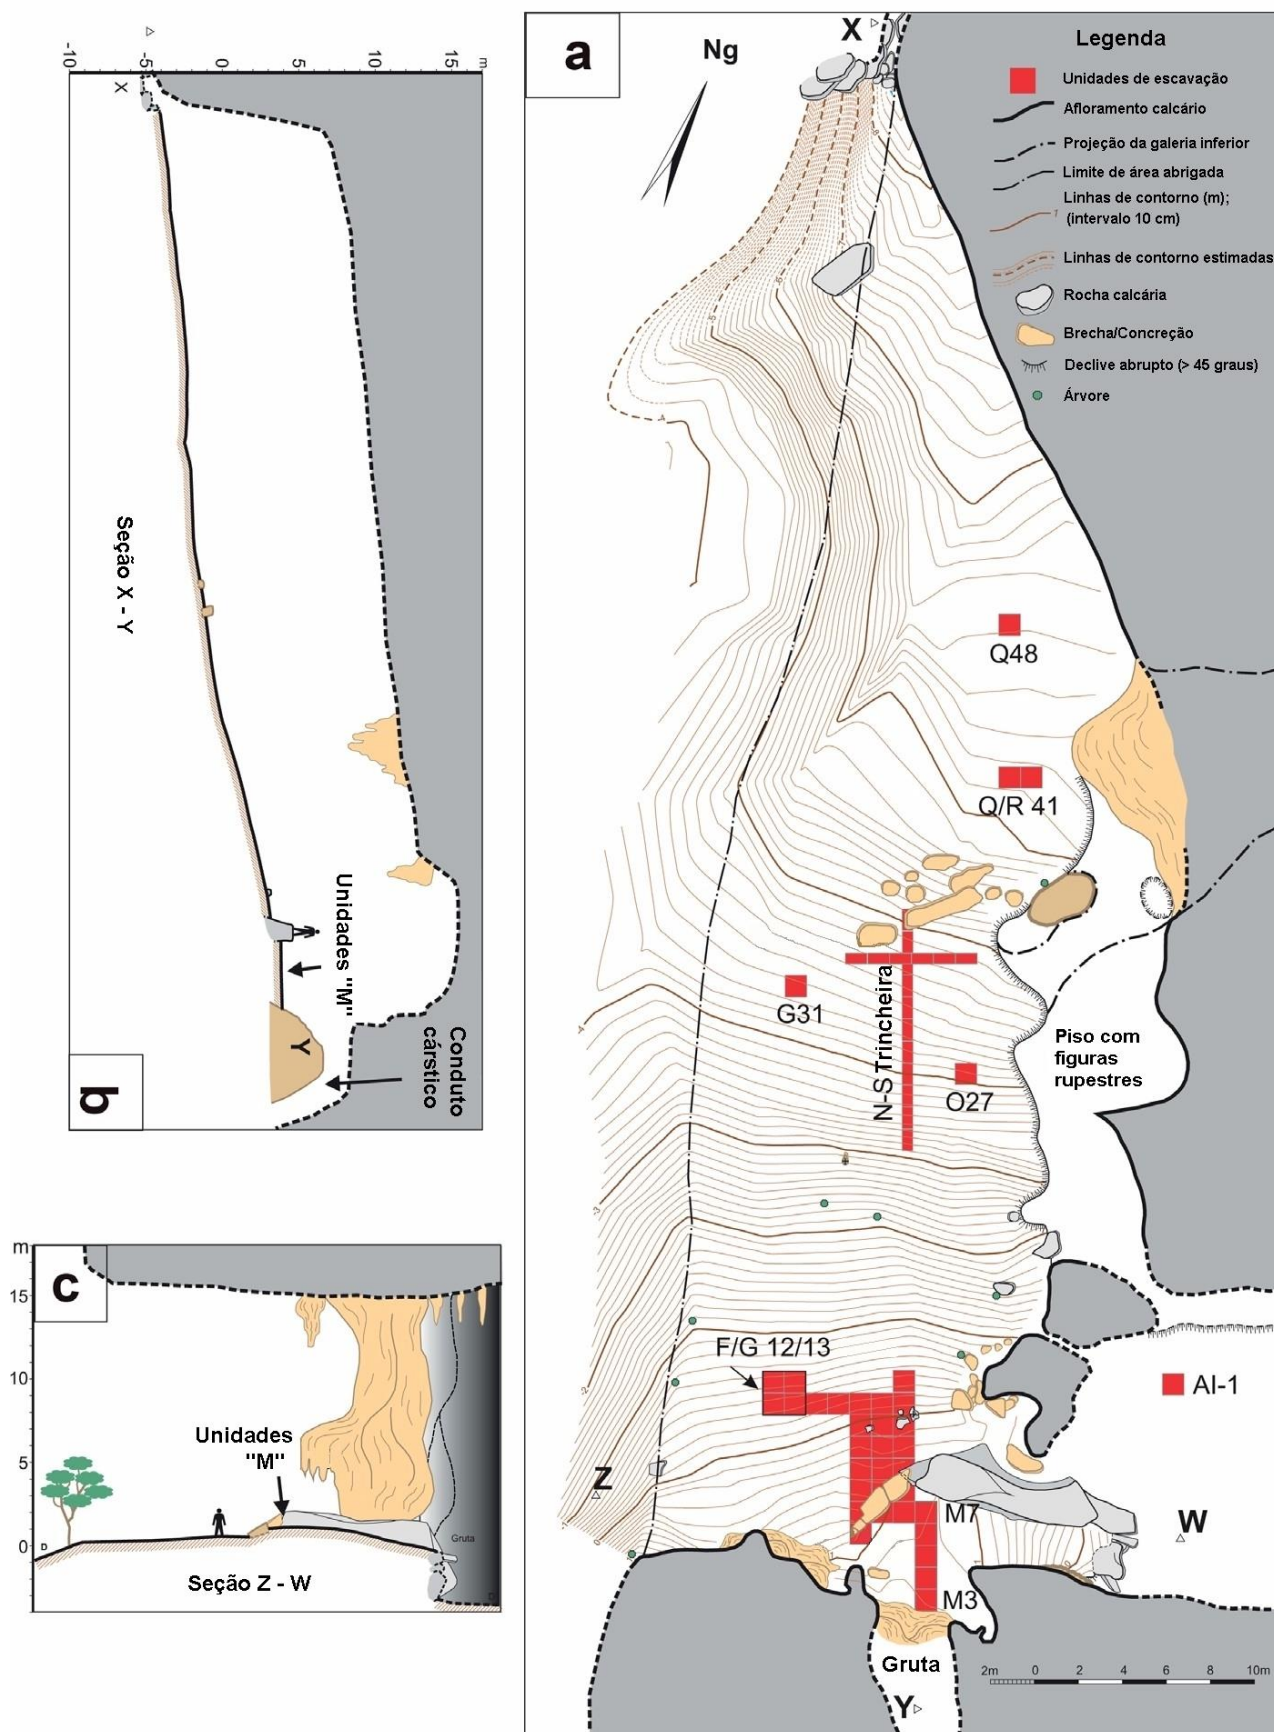 a
X
Ng
Legenda
Unidades de escavação
Afloramento calcário
Projeção da galeria inferior
Limite de área abrigada
Linhas de contorno (m);
(intervalo 10 cm)
Linhas de contorno estimadas
Rocha calcária
Brecha/Concreção
Declive abrupto (> 45 graus)
Árvore
Q48
Q/R 41
G31
N-S Trincheira
O27
Piso com
figuras
rupestres
F/G 12/13
AI-1
Z
M7
W
M3
Gruta
Y
2m 0 2 4 6 8 10m
b
-10 -5 0 5 10 15 m
X
Seção X - Y
Unidades "M"
Y
Conduto
cárstico
c
m
15
10
5
0
Unidades
"M"
Gruta
Seção Z - W